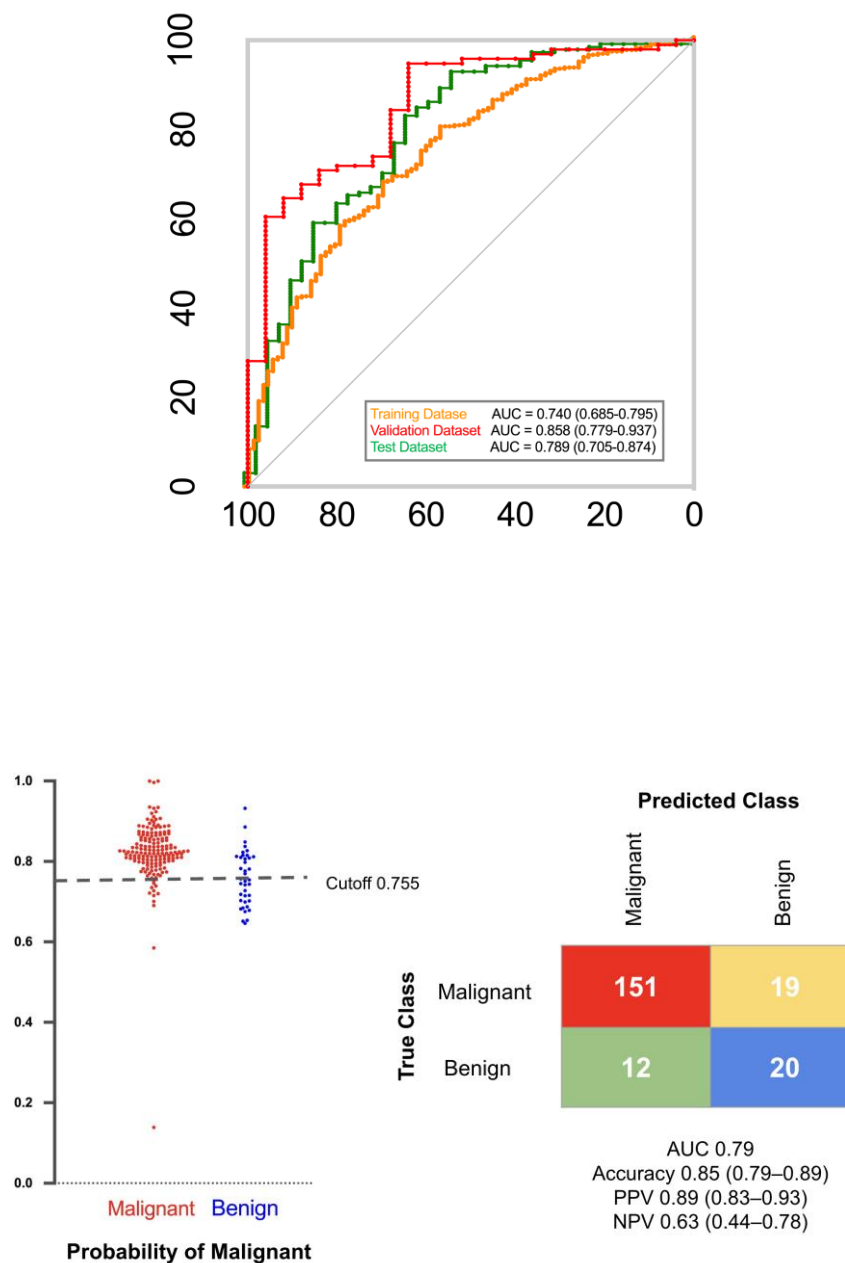 100
80
60
40
20
0
Training Datase AUC = 0.740 (0.685-0.795)
Validation Dataset AUC = 0.858 (0.779-0.937)
Test Dataset AUC = 0.789 (0.705-0.874)
100 80 60 40 20 0
1.0
0.8
0.6
0.4
0.2
0.0
Cutoff 0.755
Malignant Benign
Probability of Malignant
Predicted Class
Malignant Benign
True Class
Malignant 151 19
Benign 12 20
AUC 0.79
Accuracy 0.85 (0.79–0.89)
PPV 0.89 (0.83–0.93)
NPV 0.63 (0.44–0.78)